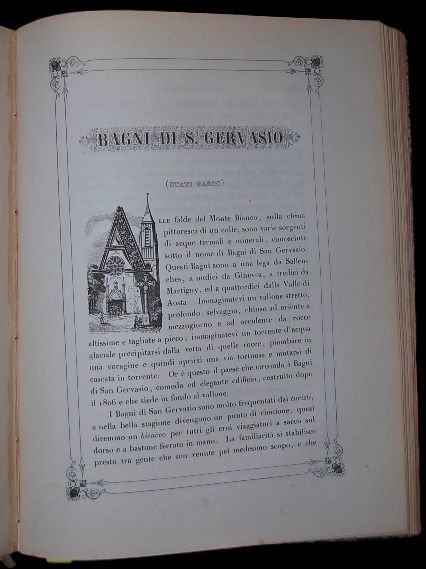 BAGNI DI S. GERVASIO
(STATI SARDI)
ALLE falde del Monte Bianco, sulla china
pittoresca di un colle, sono varie sorgenti
di acque termali e minerali, conosciute
sotto il nome di Bagni di San Gervasio.
Questi Bagni sono a una lega da Sallen-
ches, a undici da Ginevra, a tredici da
Martigny, ed a quattordici dalla Valle di
Aosta. Immaginatevi un vallone stretto,
profondo, selvaggio, chiuso ad oriente a
mezzogiorno e ad occidente da rocce
altissime e tagliate a picco; immaginatevi un torrente d'acqua
glaciale precipitarsi dalla vetta di quelle rocce, piombare in
una voragine e quindi aprirsi una via tortuosa e mutarsi di
cascata in torrente. Or è questo il paese che circonda i Bagni
di San Gervasio, comodo ed elegante edificio, costruito dopo
il 1806 e che siede in fondo al vallone.
I Bagni di San Gervasio sono molto frequentati dai turisti,
e nella bella stagione divengono un punto di riunione, quasi
diremmo un bivacco per tutti gli eroi viaggiatori a sacco sul
dorso e a bastone ferrato in mano. La familiarità si stabilisce
presto tra gente che son venute pel medesimo scopo, e che